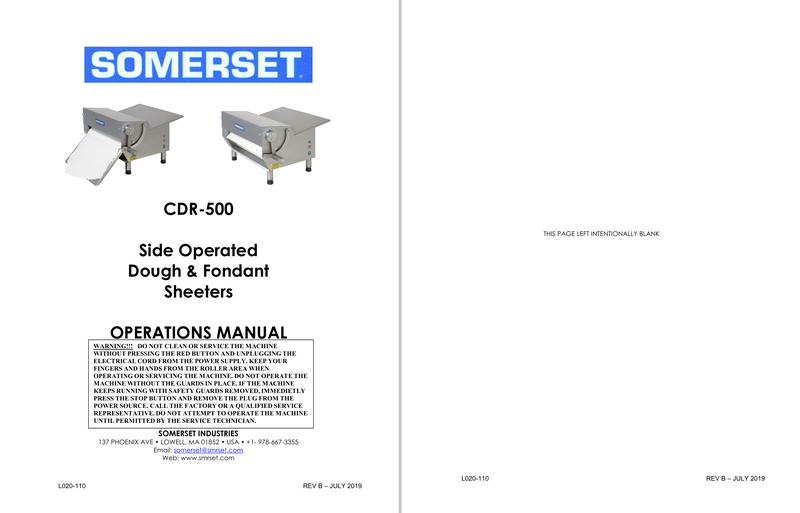 SOMERSET
CDR-500
Side Operated
Dough & Fondant
Sheeters
OPERATIONS MANUAL
WARNING!!! DO NOT CLEAN OR SERVICE THE MACHINE
WITHOUT PRESSING THE RED BUTTON AND UNPLUGGING THE
ELECTRICAL CORD FROM THE POWER SUPPLY. KEEP YOUR
FINGERS AND HANDS FROM THE ROLLER AREA WHEN
OPERATING OR SERVICING THE MACHINE. DO NOT OPERATE THE
MACHINE WITHOUT THE GUARDS IN PLACE. IF THE MACHINE
KEEPS RUNNING WITH SAFETY GUARDS REMOVED, IMMEDIETLY
PRESS THE STOP BUTTON AND REMOVE THE PLUG FROM THE
POWER SOURCE. CALL THE FACTORY OR A QUALIFIED SERVICE
REPRESENTATIVE. DO NOT ATTEMPT TO OPERATE THE MACHINE
UNTIL PERMITTED BY THE SERVICE TECHNICIAN.
SOMERSET INDUSTRIES
137 PHOENIX AVE • LOWELL, MA 01852 • USA • +1- 978-667-3355
Email: somerset@smrset.com
Web: www.smrset.com
L020-110 REV B – JULY 2019
THIS PAGE LEFT INTENTIONALLY BLANK
L020-110 REV B – JULY 2019